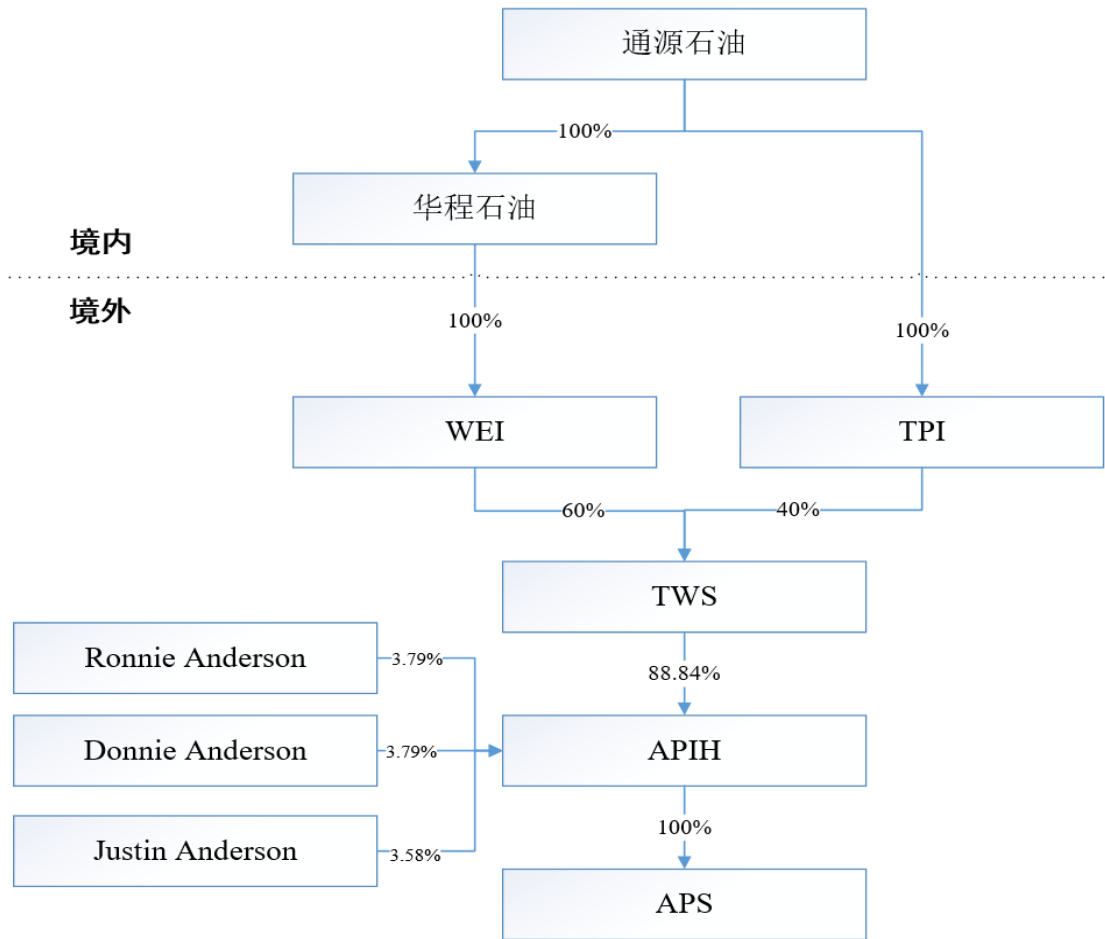 通源石油
100%
华程石油
境内
境外
100%
100%
WEI
TPI
60%
40%
TWS
Ronnie Anderson
3.79%
88.84%
Donnie Anderson
3.79%
APIH
Justin Anderson
3.58%
100%
APS